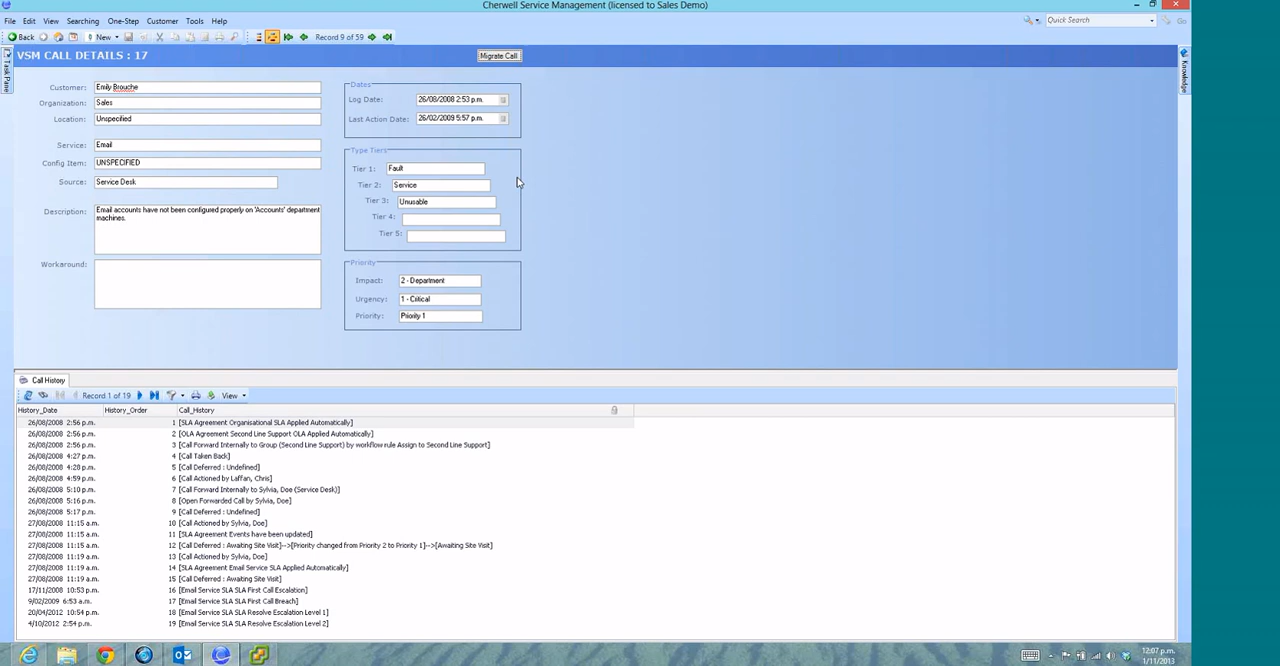 Cherwell Service Management (licensed to Sales Demo)
File Edit View Searching One-Step Customer Tools Help
Quick Search
Go
Back New Record 9 of 59
VSM CALL DETAILS : 17
Migrate Call
Task Pane
Knowledge
Customer: Emily Brouche
Organization: Sales
Location: Unspecified
Service: Email
Config Item: UNSPECIFIED
Source: Service Desk
Description: Email accounts have not been configured properly on 'Accounts' department
machines.
Workaround:
Dates
Log Date: 26/08/2008 2:53 p.m.
Last Action Date: 26/02/2009 5:57 p.m.
Type Tiers
Tier 1: Fault
Tier 2: Service
Tier 3: Unusable
Tier 4:
Tier 5:
Priority
Impact: 2 - Department
Urgency: 1 - Critical
Priority: Priority 1
Call History
Record 1 of 19 View
History_Date History_Order Call_History
26/08/2008 2:56 p.m. 1 [SLA Agreement Organisational SLA Applied Automatically]
26/08/2008 2:56 p.m. 2 [OLA Agreement Second Line Support OLA Applied Automatically]
26/08/2008 2:56 p.m. 3 [Call Forward Internally to Group (Second Line Support) by workflow rule Assign to Second Line Support]
26/08/2008 4:27 p.m. 4 [Call Taken Back]
26/08/2008 4:28 p.m. 5 [Call Deferred : Undefined]
26/08/2008 4:59 p.m. 6 [Call Actioned by Laffan, Chris]
26/08/2008 5:10 p.m. 7 [Call Forward Internally to Sylvia, Doe (Service Desk)]
26/08/2008 5:16 p.m. 8 [Open Forwarded Call by Sylvia, Doe]
26/08/2008 5:17 p.m. 9 [Call Deferred : Undefined]
27/08/2008 11:15 a.m. 10 [Call Actioned by Sylvia, Doe]
27/08/2008 11:15 a.m. 11 [SLA Agreement Events have been updated]
27/08/2008 11:15 a.m. 12 [Call Deferred : Awaiting Site Visit]-->[Priority changed from Priority 2 to Priority 1]-->[Awaiting Site Visit]
27/08/2008 11:19 a.m. 13 [Call Actioned by Sylvia, Doe]
27/08/2008 11:19 a.m. 14 [SLA Agreement Email Service SLA Applied Automatically]
27/08/2008 11:19 a.m. 15 [Call Deferred : Awaiting Site Visit]
17/11/2008 10:53 p.m. 16 [Email Service SLA SLA First Call Escalation]
9/02/2009 6:53 a.m. 17 [Email Service SLA SLA First Call Breach]
20/04/2012 10:54 p.m. 18 [Email Service SLA SLA Resolve Escalation Level 1]
4/10/2012 2:54 p.m. 19 [Email Service SLA SLA Resolve Escalation Level 2]
12:07 p.m.
1/11/2013